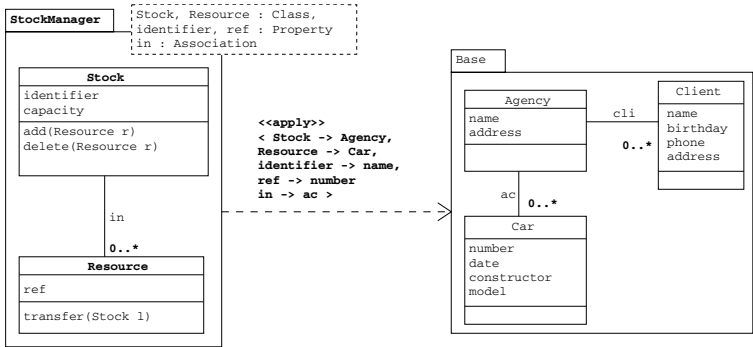 StockManager
Stock, Resource : Class,
identifier, ref : Property
in : Association
Stock
identifier
capacity
add(Resource r)
delete(Resource r)
in
0..*
Resource
ref
transfer(Stock l)
<<apply>>
< Stock -> Agency,
Resource -> Car,
identifier -> name,
ref -> number
in -> ac >
Base
Agency
name
address
cli
0..*
Client
name
birthday
phone
address
ac
0..*
Car
number
date
constructor
model